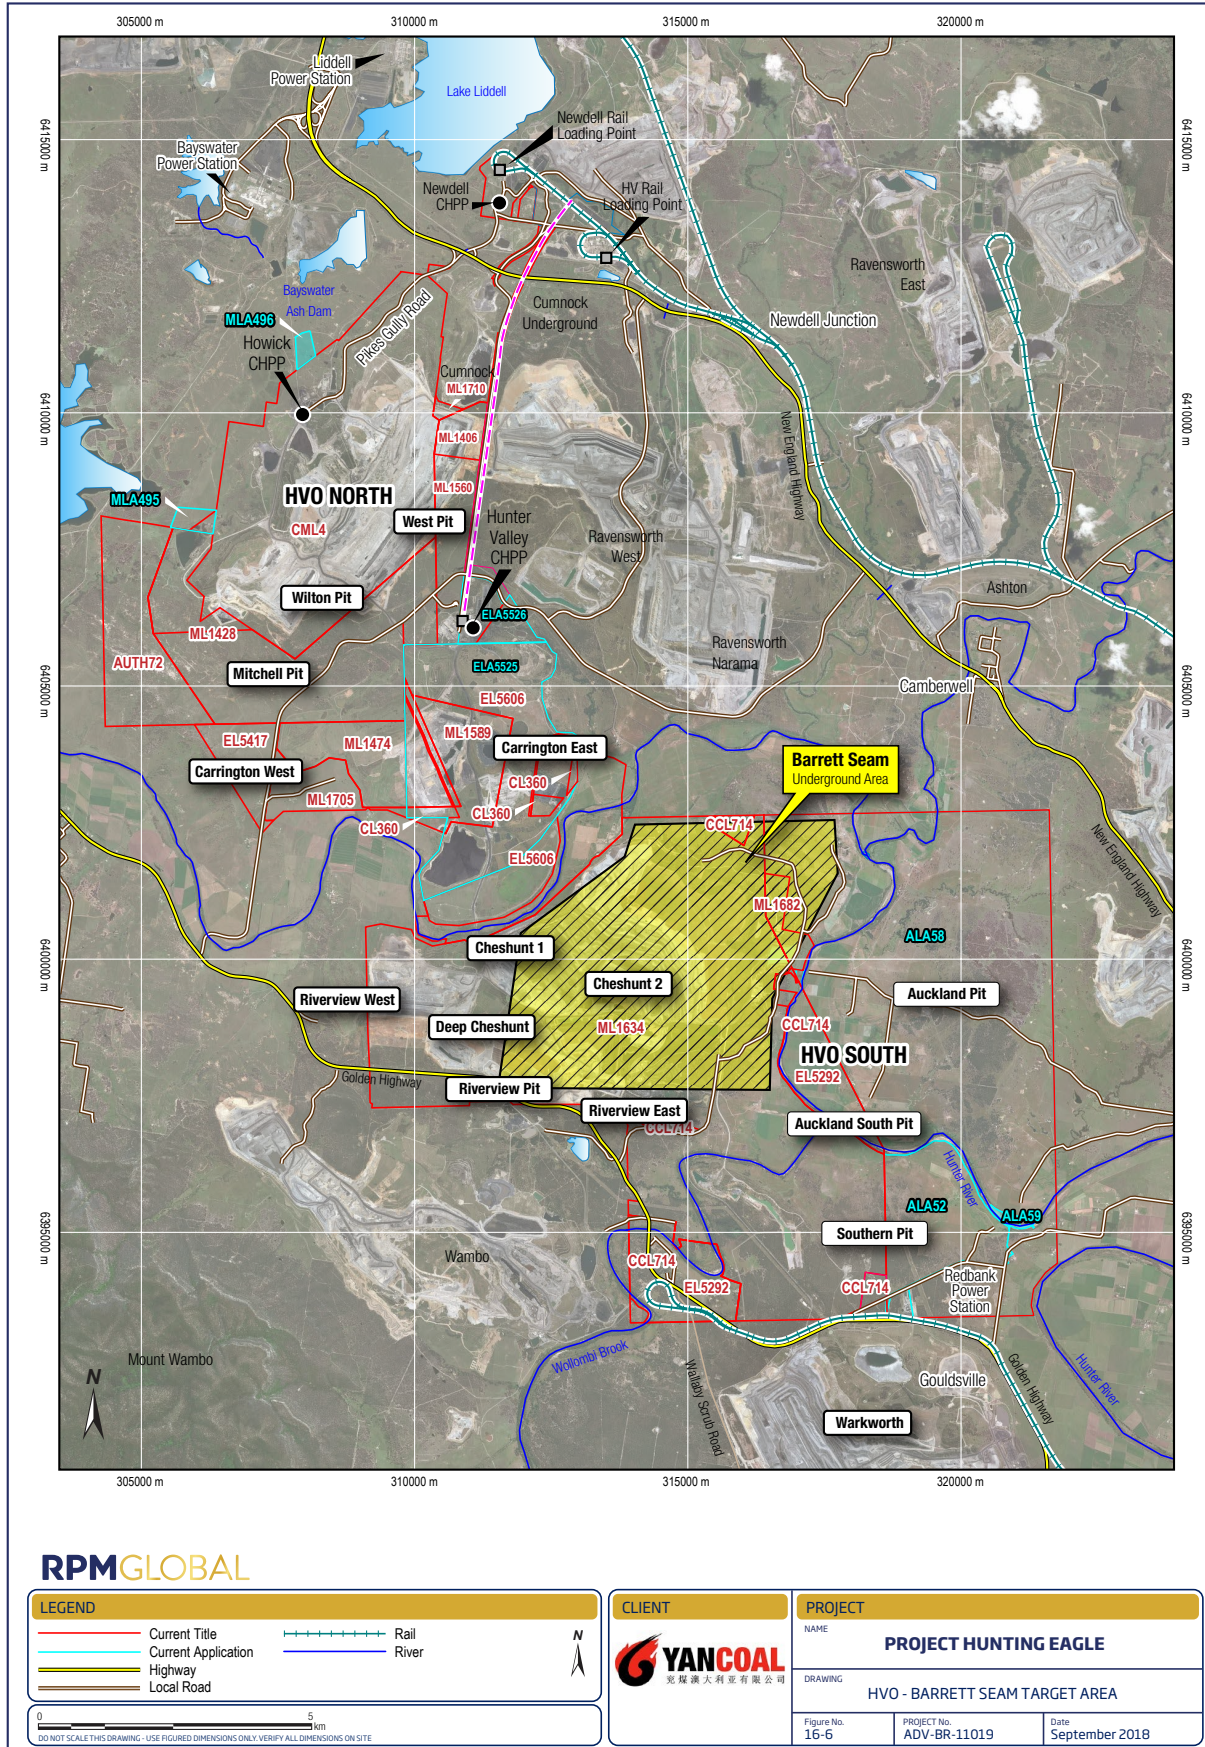 305000 m
310000 m
315000 m
320000 m
Liddell
Power Station
Lake Liddell
6415000 m
6415000 m
Newdell Rail
Loading Point
Bayswater
Power Station
Newdell
CHPP
HV Rail
Loading Point
Ravensworth
East
Bayswater
Ash Dam
MLA496
Howick
CHPP
Pikes Gully Road
Cumnock
Underground
Newdell Junction
Cumnock
ML1710
6410000 m
6410000 m
ML1406
New England Highway
ML1560
MLA495
HVO NORTH
CML4
West Pit
Hunter
Valley
CHPP
Ravensworth
West
Wilton Pit
Ashton
ELA5526
ML1428
Ravensworth
Narama
AUTH72
Mitchell Pit
ELA5525
6405000 m
6405000 m
EL5606
Camberwell
EL5417
ML1474
ML1589
Carrington East
Carrington West
Barrett Seam
Underground Area
CL360
ML1705
CL360
CL360
CCL714
EL5606
New England Highway
ML1682
ALA58
Cheshunt 1
6400000 m
6400000 m
Cheshunt 2
Riverview West
Auckland Pit
Deep Cheshunt
ML1634
CCL714
HVO SOUTH
Golden Highway
EL5292
Riverview Pit
Riverview East
CCL714
Auckland South Pit
Hunter River
ALA52
ALA59
6395000 m
6395000 m
Southern Pit
Wambo
CCL714
EL5292
CCL714
Redbank
Power
Station
Mount Wambo
Wollombi Brook
Wallaby Scrub Road
Golden Highway
Hunter River
Gouldsville
N
Warkworth
305000 m
310000 m
315000 m
320000 m
RPMGLOBAL
LEGEND
Current Title
Current Application
Highway
Local Road
Rail
River
N
0 5
km
DO NOT SCALE THIS DRAWING - USE FIGURED DIMENSIONS ONLY. VERIFY ALL DIMENSIONS ON SITE
CLIENT
YANCOAL
兖煤澳大利亚有限公司
PROJECT
NAME
PROJECT HUNTING EAGLE
DRAWING
HVO - BARRETT SEAM TARGET AREA
Figure No.
16-6
PROJECT No.
ADV-BR-11019
Date
September 2018